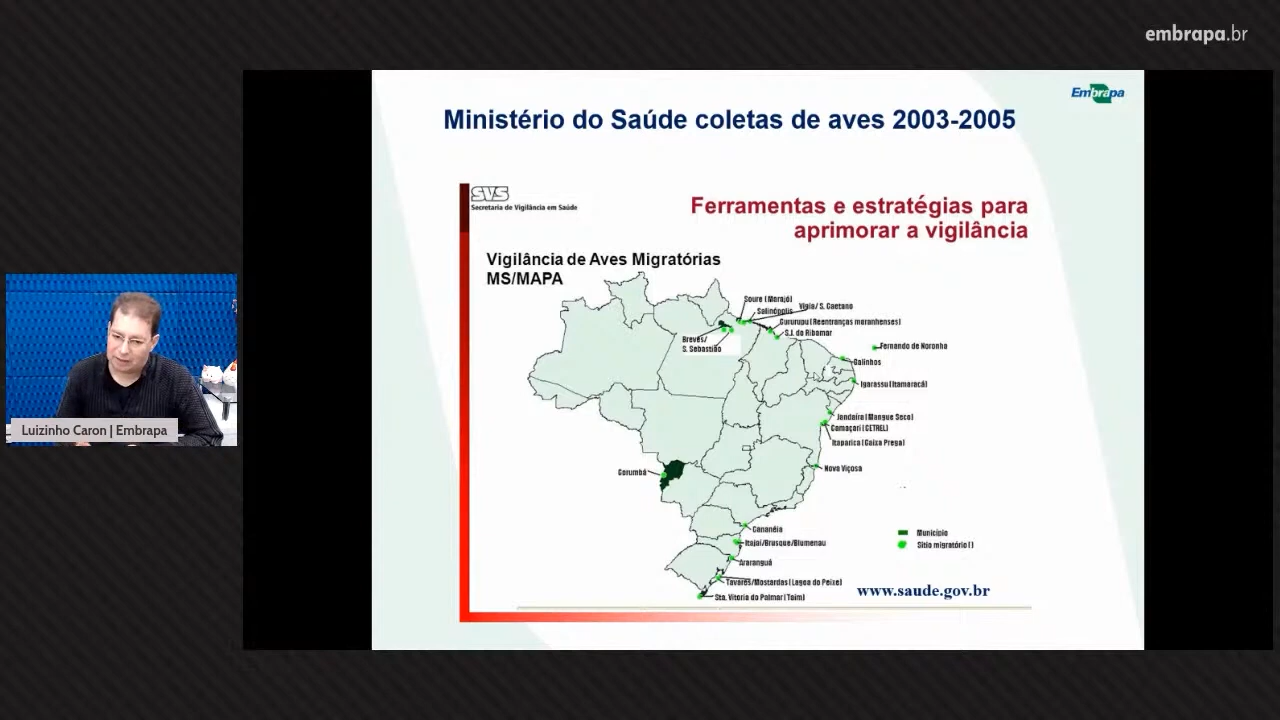 embrapa.br
Embrapa
Ministério do Saúde coletas de aves 2003-2005
SVS
Secretaria de Vigilância em Saúde
Ferramentas e estratégias para
aprimorar a vigilância
Vigilância de Aves Migratórias
MS/MAPA
Soure (Marajó)
Salinópolis
Vigia/ S. Caetano
Cururupu (Reentranças maranhenses)
S.J. do Ribamar
Breves/
S. Sebastião
Fernando de Noronha
Galinhos
Igarassu (Itamaracá)
Jandaíra (Mangue Seco)
Camaçari (CETREL)
Itaparica (Caixa Prega)
Corumbá
Nova Viçosa
Cananéia
Itajaí/Brusque/Blumenau
Araranguá
Tavares/Mostardas (Lagoa do Peixe)
Sta. Vitoria do Palmar (Taim)
Município
Sítio migratório ( )
www.saude.gov.br
Luizinho Caron | Embrapa